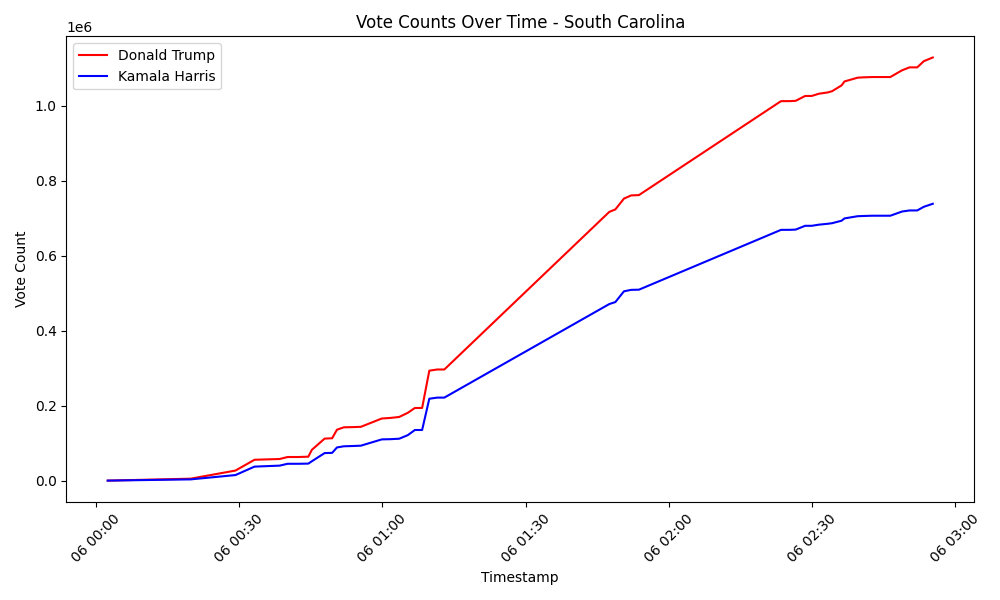 Vote Counts Over Time - South Carolina
1e6
Donald Trump
Kamala Harris
1.0
0.8
0.6
0.4
0.2
0.0
Vote Count
06 00:00
06 00:30
06 01:00
06 01:30
06 02:00
06 02:30
06 03:00
Timestamp